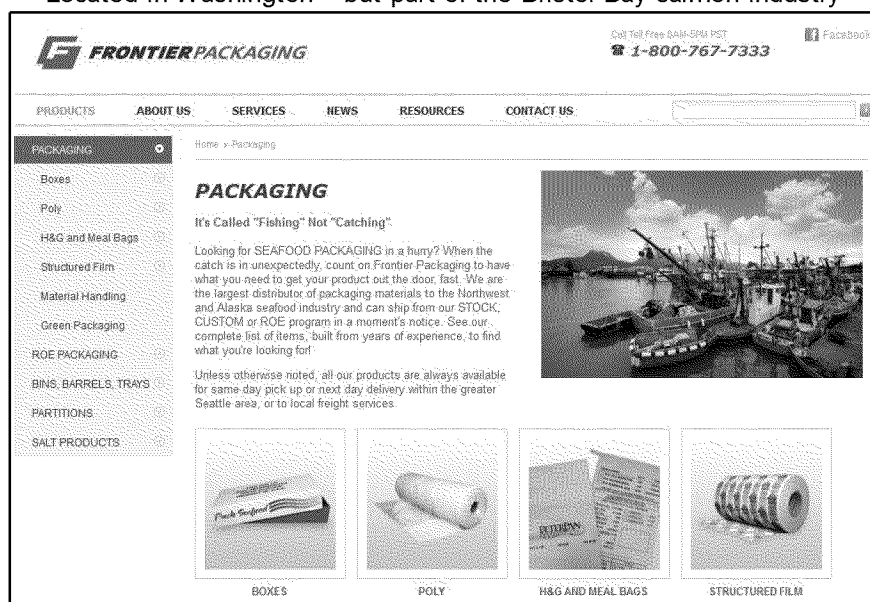 Located in Washington – but part of the Bristol Bay salmon industry
FRONTIER PACKAGING
Call Toll Free 8AM-5PM PST
1-800-767-7333
Facebook
PRODUCTS ABOUT US SERVICES NEWS RESOURCES CONTACT US
PACKAGING
Boxes
Poly
H&G and Meal Bags
Structured Film
Material Handling
Green Packaging
ROE PACKAGING
BINS, BARRELS, TRAYS
PARTITIONS
SALT PRODUCTS
Home » Packaging
PACKAGING
It's Called "Fishing" Not "Catching"
Looking for SEAFOOD PACKAGING in a hurry? When the
catch is in unexpectedly, count on Frontier Packaging to have
what you need to get your product out the door, fast. We are
the largest distributor of packaging materials to the Northwest
and Alaska seafood industry and can ship from our STOCK,
CUSTOM or ROE program in a moment's notice. See our
complete list of items, built from years of experience, to find
what you're looking for!
Unless otherwise noted, all our products are always available
for same day pick up or next day delivery within the greater
Seattle area, or to local freight services.
Fresh Seafood
PETER PAN
BOXES
POLY
H&G AND MEAL BAGS
STRUCTURED FILM